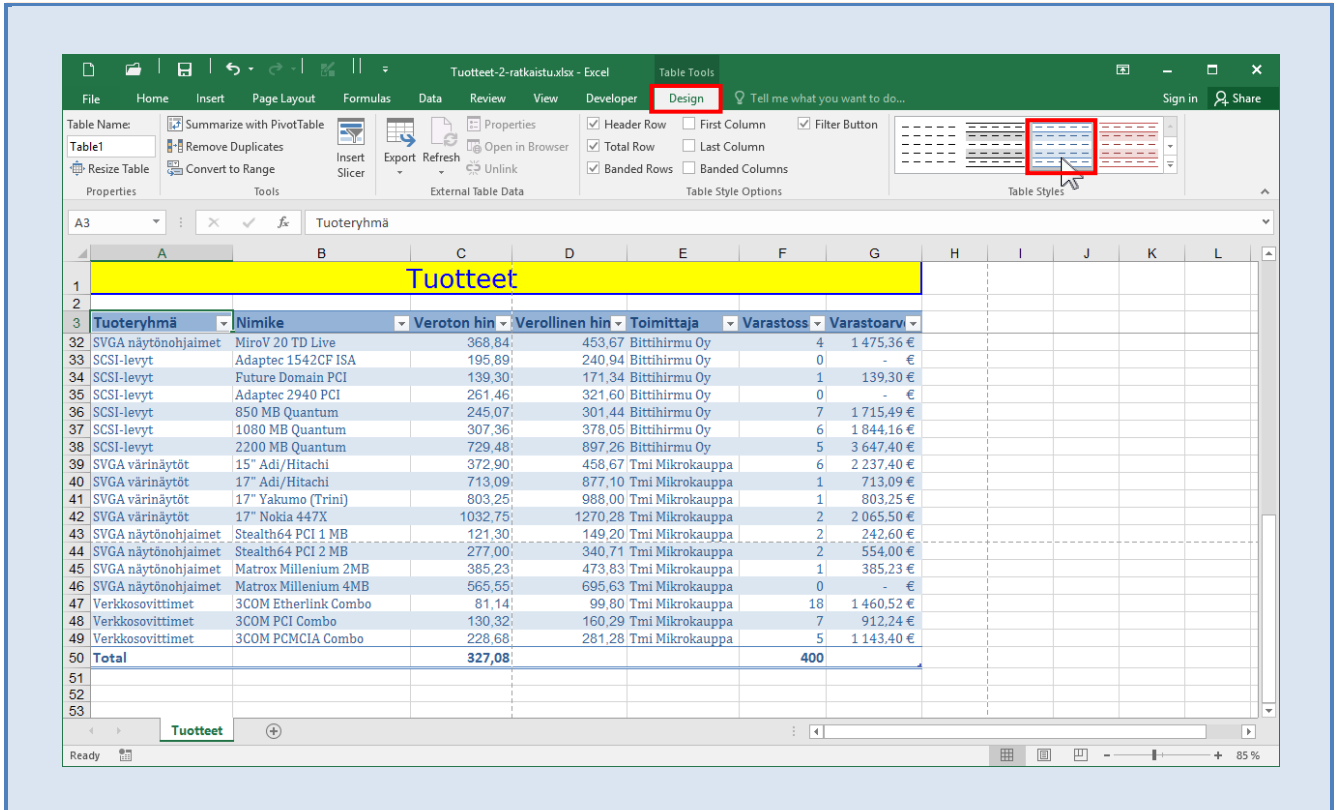 Tuotteet-2-ratkaistu.xlsx - Excel Table Tools
File Home Insert Page Layout Formulas Data Review View Developer Design Tell me what you want to do... Sign in Share
Table Name: Summarize with PivotTable Properties Header Row First Column Filter Button
Table1 Remove Duplicates Insert Slicer Export Refresh Open in Browser Total Row Last Column
Resize Table Convert to Range Unlink Banded Rows Banded Columns
Properties Tools External Table Data Table Style Options Table Styles
A3 fx Tuoteryhmä
A B C D E F G H I J K L
1 Tuotteet
2
3 Tuoteryhmä Nimike Veroton hin Verollinen hin Toimittaja Varastoss Varastoarv
32 SVGA näytönohjaimet MiroV 20 TD Live 368,84 453,67 Bittihirmu Oy 4 1 475,36 €
33 SCSI-levyt Adaptec 1542CF ISA 195,89 240,94 Bittihirmu Oy 0 - €
34 SCSI-levyt Future Domain PCI 139,30 171,34 Bittihirmu Oy 1 139,30 €
35 SCSI-levyt Adaptec 2940 PCI 261,46 321,60 Bittihirmu Oy 0 - €
36 SCSI-levyt 850 MB Quantum 245,07 301,44 Bittihirmu Oy 7 1 715,49 €
37 SCSI-levyt 1080 MB Quantum 307,36 378,05 Bittihirmu Oy 6 1 844,16 €
38 SCSI-levyt 2200 MB Quantum 729,48 897,26 Bittihirmu Oy 5 3 647,40 €
39 SVGA värinäytöt 15" Adi/Hitachi 372,90 458,67 Tmi Mikrokauppa 6 2 237,40 €
40 SVGA värinäytöt 17" Adi/Hitachi 713,09 877,10 Tmi Mikrokauppa 1 713,09 €
41 SVGA värinäytöt 17" Yakumo (Trini) 803,25 988,00 Tmi Mikrokauppa 1 803,25 €
42 SVGA värinäytöt 17" Nokia 447X 1032,75 1270,28 Tmi Mikrokauppa 2 2 065,50 €
43 SVGA näytönohjaimet Stealth64 PCI 1 MB 121,30 149,20 Tmi Mikrokauppa 2 242,60 €
44 SVGA näytönohjaimet Stealth64 PCI 2 MB 277,00 340,71 Tmi Mikrokauppa 2 554,00 €
45 SVGA näytönohjaimet Matrox Millenium 2MB 385,23 473,83 Tmi Mikrokauppa 1 385,23 €
46 SVGA näytönohjaimet Matrox Millenium 4MB 565,55 695,63 Tmi Mikrokauppa 0 - €
47 Verkkosovittimet 3COM Etherlink Combo 81,14 99,80 Tmi Mikrokauppa 18 1 460,52 €
48 Verkkosovittimet 3COM PCI Combo 130,32 160,29 Tmi Mikrokauppa 7 912,24 €
49 Verkkosovittimet 3COM PCMCIA Combo 228,68 281,28 Tmi Mikrokauppa 5 1 143,40 €
50 Total 327,08 400
51
52
53
Tuotteet
Ready 85 %